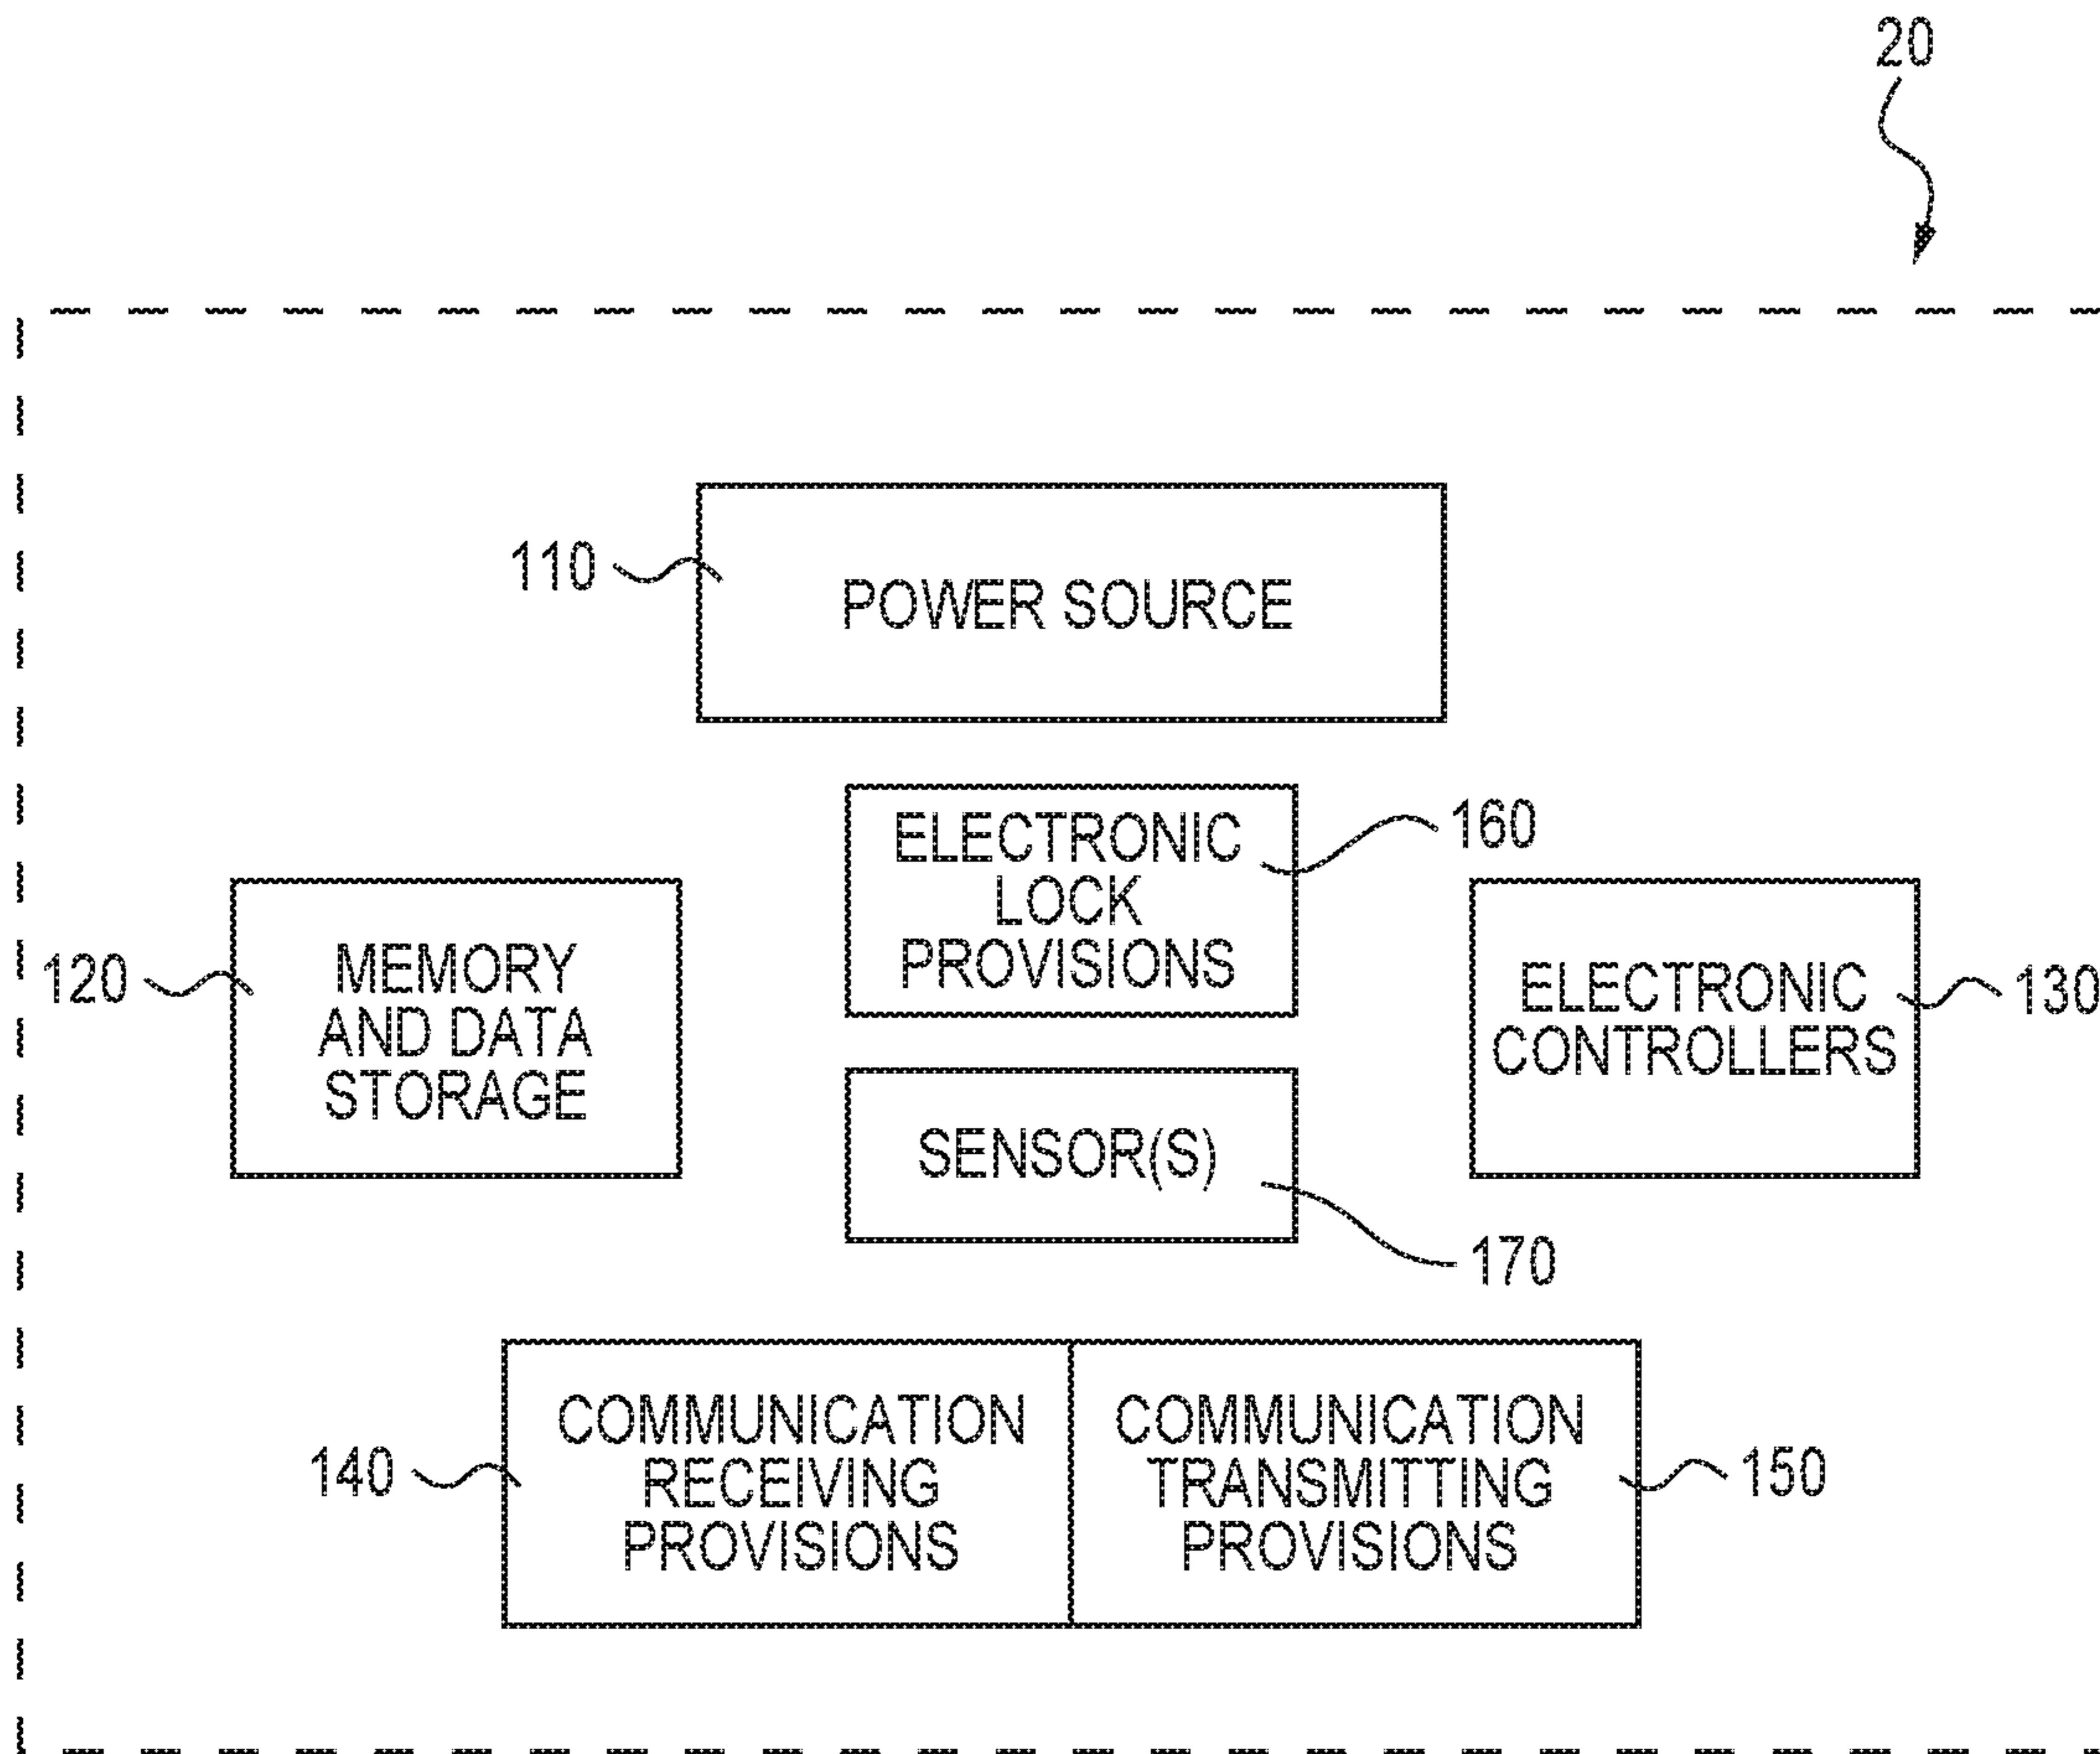 20
110
POWER SOURCE
160
ELECTRONIC
LOCK
PROVISIONS
120
MEMORY
AND DATA
STORAGE
130
ELECTRONIC
CONTROLLERS
SENSOR(S)
170
140
COMMUNICATION
RECEIVING
PROVISIONS
COMMUNICATION
TRANSMITTING
PROVISIONS
150